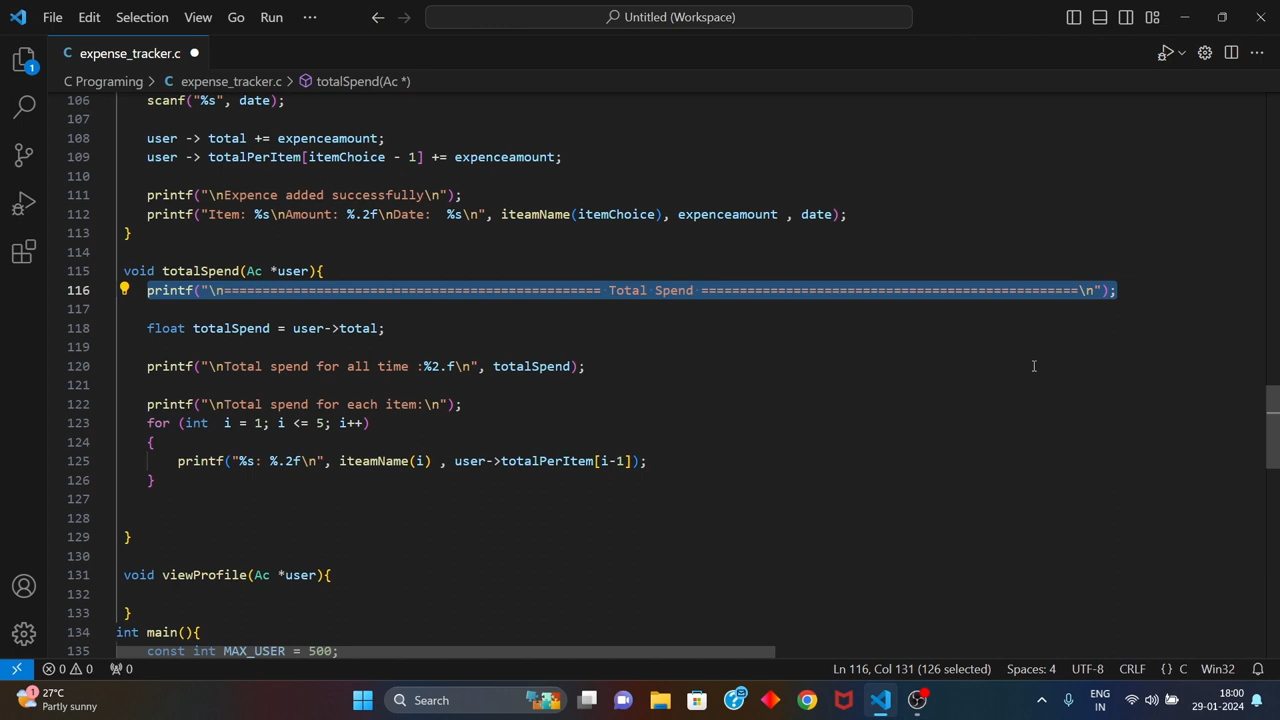 File Edit Selection View Go Run ··· Untitled (Workspace)
C expense_tracker.c
C Programing > C expense_tracker.c > totalSpend(Ac *)
106 scanf("%s", date);
107
108 user -> total += expenceamount;
109 user -> totalPerItem[itemChoice - 1] += expenceamount;
110
111 printf("\nExpence added successfully\n");
112 printf("Item: %s\nAmount: %.2f\nDate:  %s\n", iteamName(itemChoice), expenceamount , date);
113 }
114
115 void totalSpend(Ac *user){
116 printf("\n================================================= Total Spend =================================================\n");
117
118 float totalSpend = user->total;
119
120 printf("\nTotal spend for all time :%2.f\n", totalSpend);
121
122 printf("\nTotal spend for each item:\n");
123 for (int  i = 1; i <= 5; i++)
124 {
125 printf("%s: %.2f\n", iteamName(i) , user->totalPerItem[i-1]);
126 }
127
128
129 }
130
131 void viewProfile(Ac *user){
132
133 }
134 int main(){
135 const int MAX_USER = 500;
1
0 0 0 Ln 116, Col 131 (126 selected) Spaces: 4 UTF-8 CRLF {} C Win32
27°C
Partly sunny
1
Search
ENG
IN
18:00
29-01-2024